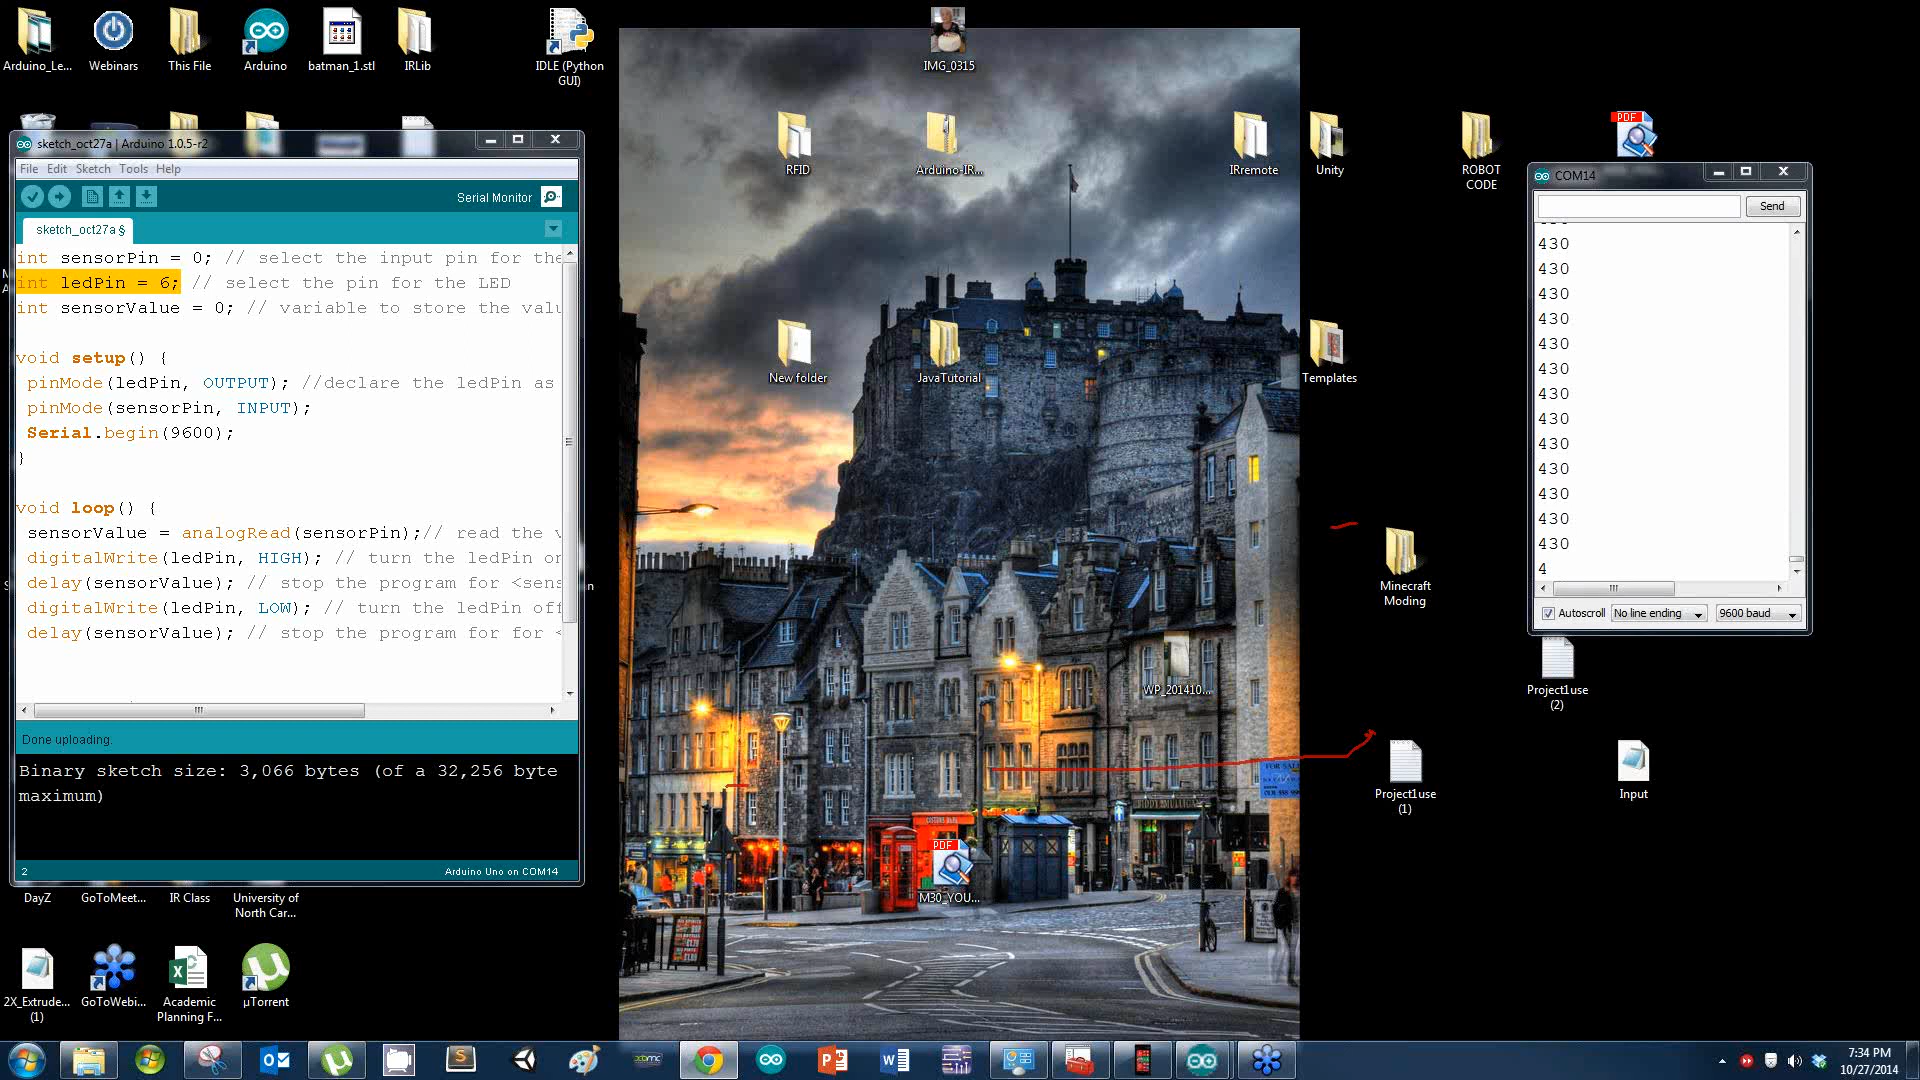 Arduino_Le...
Webinars
This File
Arduino
batman_1.stl
IRLib
IDLE (Python
GUI)
IMG_0315
RFID
Arduino-IR...
IRremote
Unity
ROBOT
CODE
PDF
New folder
JavaTutorial
Templates
Minecraft
Moding
WP_201410...
Project1use
(2)
Project1use
(1)
Input
PDF
M30_YOU...
FOR SALE
sketch_oct27a | Arduino 1.0.5-r2
File Edit Sketch Tools Help
Serial Monitor
sketch_oct27a §
int sensorPin = 0; // select the input pin for the
int ledPin = 6; // select the pin for the LED
int sensorValue = 0; // variable to store the valu
void setup() {
pinMode(ledPin, OUTPUT); //declare the ledPin as
pinMode(sensorPin, INPUT);
Serial.begin(9600);
}
void loop() {
sensorValue = analogRead(sensorPin);// read the v
digitalWrite(ledPin, HIGH); // turn the ledPin on
delay(sensorValue); // stop the program for <sens
digitalWrite(ledPin, LOW); // turn the ledPin off
delay(sensorValue); // stop the program for for <
Done uploading.
Binary sketch size: 3,066 bytes (of a 32,256 byte
maximum)
2
Arduino Uno on COM14
COM14
Send
430
430
430
430
430
430
430
430
430
430
430
430
430
4
Autoscroll
No line ending
9600 baud
DayZ
GoToMeet...
IR Class
University of
North Car...
2X_Extrude...
(1)
GoToWebi...
Academic
Planning F...
µTorrent
7:34 PM
10/27/2014